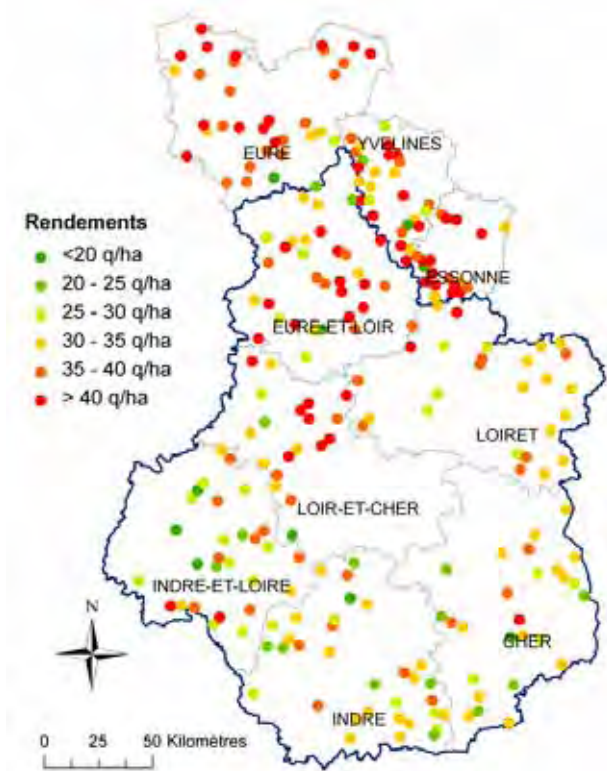 YVELINES
EURE
Rendements
<20 q/ha
20 - 25 q/ha
25 - 30 q/ha
30 - 35 q/ha
35 - 40 q/ha
> 40 q/ha
ESSONNE
EURE-ET-LOIR
LOIRET
LOIR-ET-CHER
INDRE-ET-LOIRE
N
CHER
INDRE
0 25 50 Kilomètres